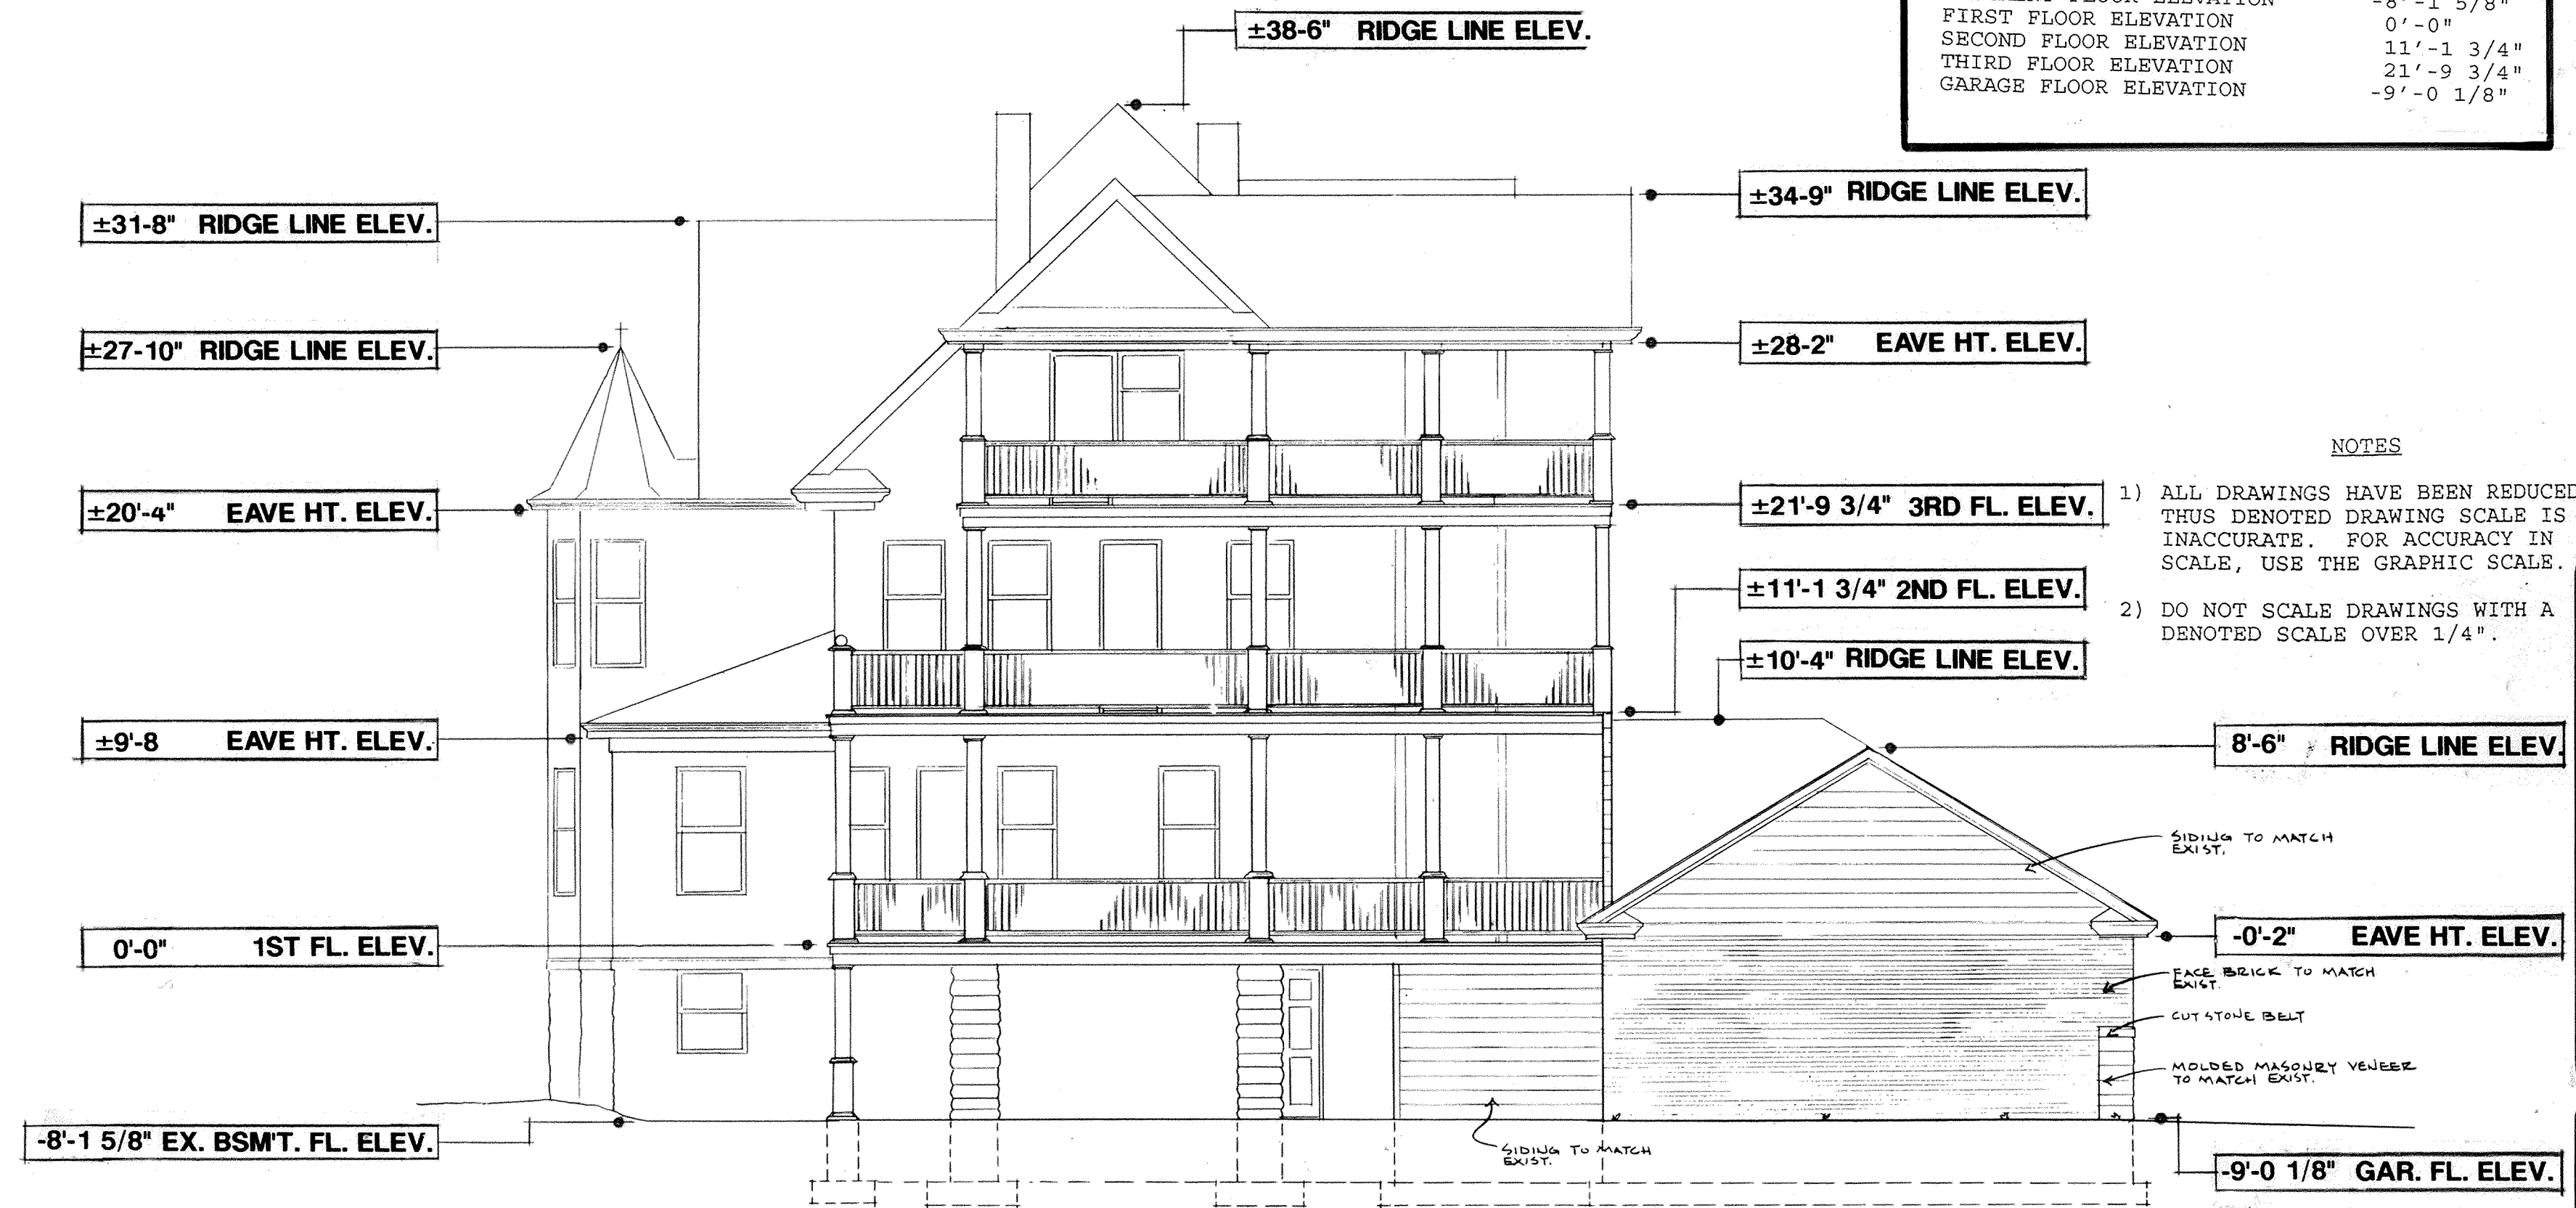 ±38-6" RIDGE LINE ELEV.
FLOOR ELEVATION -8'-1 5/8"
FIRST FLOOR ELEVATION 0'-0"
SECOND FLOOR ELEVATION 11'-1 3/4"
THIRD FLOOR ELEVATION 21'-9 3/4"
GARAGE FLOOR ELEVATION -9'-0 1/8"
±31-8" RIDGE LINE ELEV.
±34-9" RIDGE LINE ELEV.
±27-10" RIDGE LINE ELEV.
±28-2" EAVE HT. ELEV.
±20'-4" EAVE HT. ELEV.
±21'-9 3/4" 3RD FL. ELEV.
±11'-1 3/4" 2ND FL. ELEV.
±10'-4" RIDGE LINE ELEV.
NOTES
1) ALL DRAWINGS HAVE BEEN REDUCED
THUS DENOTED DRAWING SCALE IS
INACCURATE. FOR ACCURACY IN
SCALE, USE THE GRAPHIC SCALE.
2) DO NOT SCALE DRAWINGS WITH A
DENOTED SCALE OVER 1/4".
±9'-8 EAVE HT. ELEV.
8'-6" RIDGE LINE ELEV.
SIDING TO MATCH
EXIST.
0'-0" 1ST FL. ELEV.
-0'-2" EAVE HT. ELEV.
FACE BRICK TO MATCH
EXIST.
CUT STONE BELT
MOLDED MASONRY VENEER
TO MATCH EXIST.
-8'-1 5/8" EX. BSM'T. FL. ELEV.
SIDING TO MATCH
EXIST.
-9'-0 1/8" GAR. FL. ELEV.